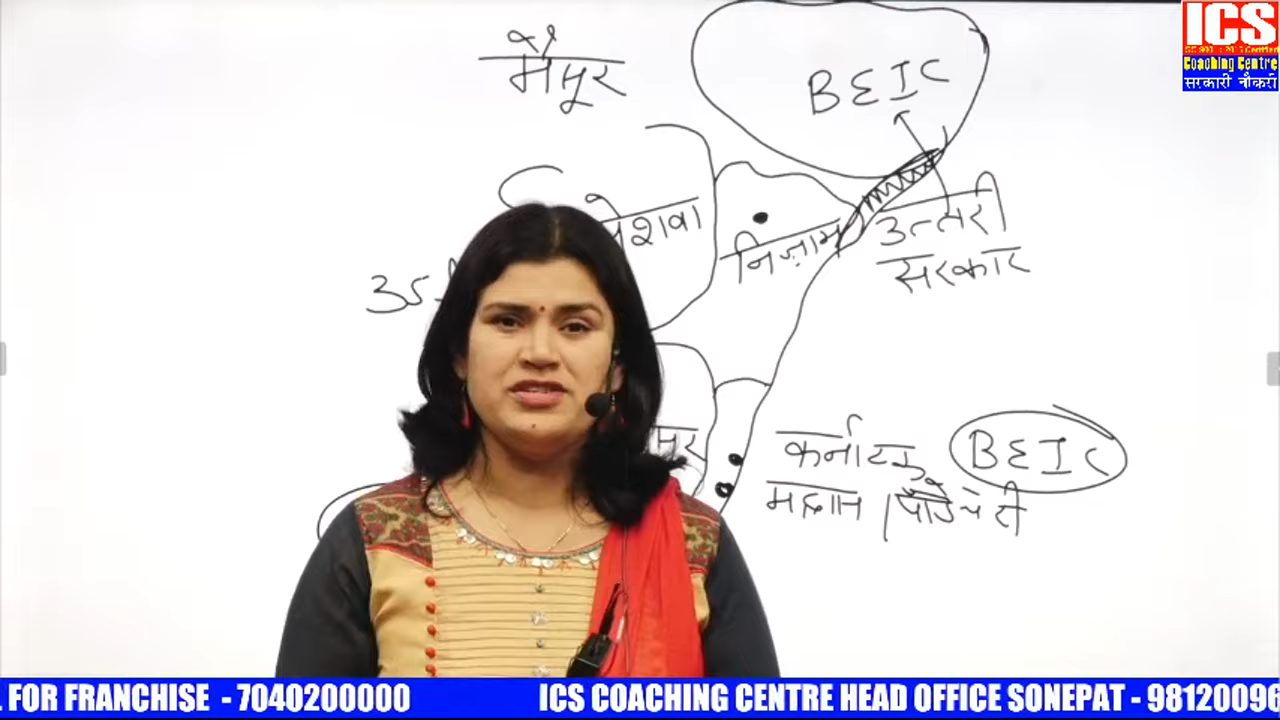 मैसूर
BEIC
पेशवा
निज़ाम
उत्तरी
सरकार
कर्नाटक
BEIC
मद्रास / पांडिचेरी
ICS
Coaching Centre
सरकारी नौकरी
FOR FRANCHISE - 7040200000
ICS COACHING CENTRE HEAD OFFICE SONEPAT - 98120096